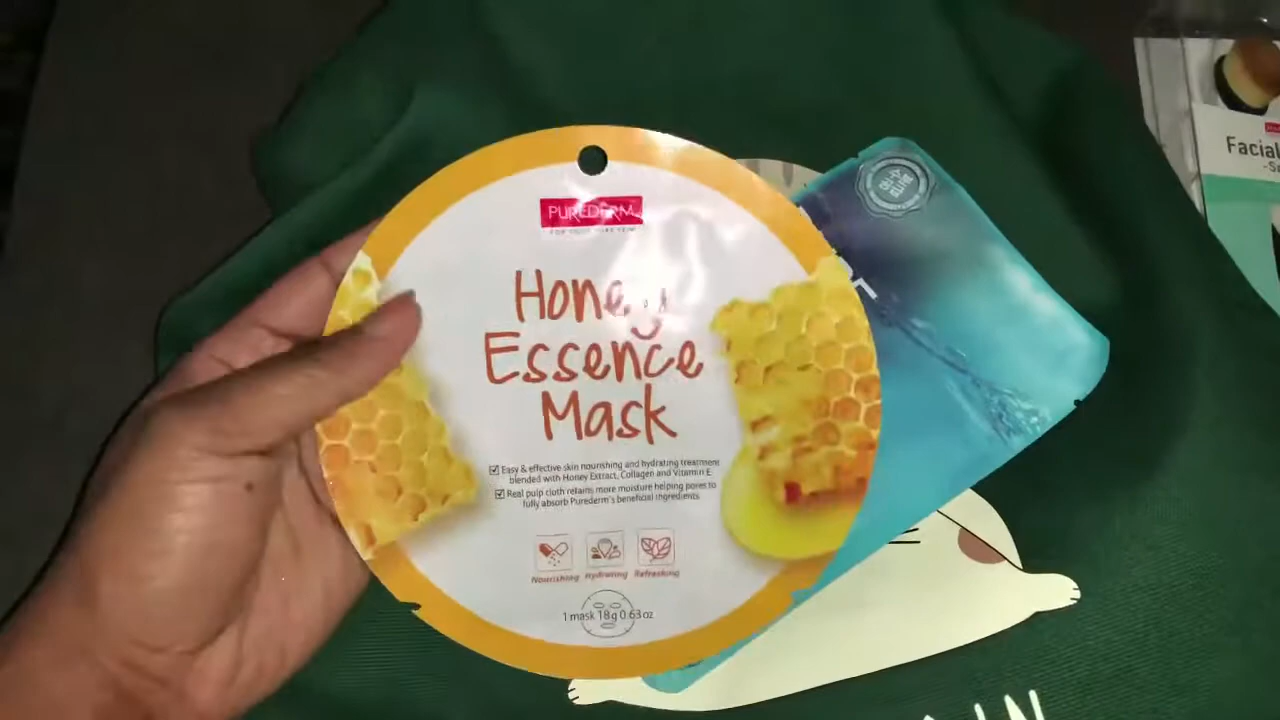 PUREDERM
Honey
Essence
Mask
Easy & effective skin nourishing and hydrating treatment
blended with Honey Extract, Collagen and Vitamin E
Real pulp cloth retains more moisture helping pores to
fully absorb Purederm's beneficial ingredients
Nourishing Hydrating Refreshing
1 mask 18g 0.63oz
Facial